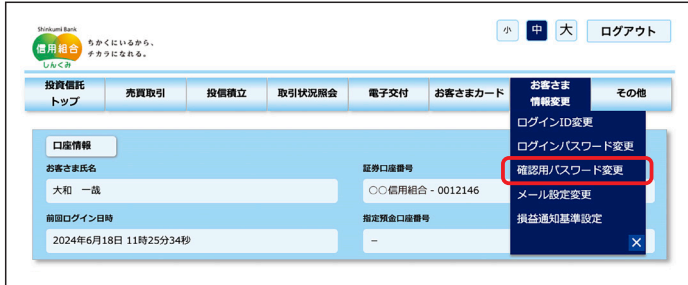 Shinkumi Bank
信用組合
しんくみ
ちかくにいるから、
チカラになれる。
小 中 大 ログアウト
投資信託
トップ
売買取引
投信積立
取引状況照会
電子交付
お客さまカード
お客さま
情報変更
その他
ログインID変更
ログインパスワード変更
確認用パスワード変更
メール設定変更
損益通知基準設定
×
口座情報
お客さま氏名
証券口座番号
大和 一哉
〇〇信用組合 - 0012146
前回ログイン日時
指定預金口座番号
2024年6月18日 11時25分34秒
－